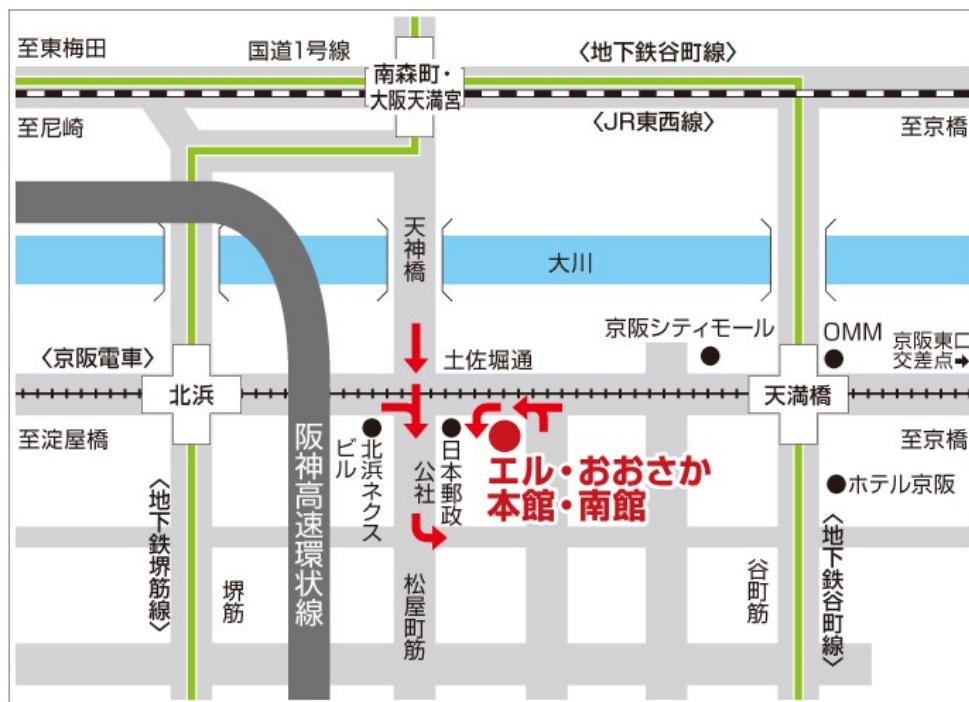 至東梅田
国道1号線
〈地下鉄谷町線〉
南森町・
大阪天満宮
至尼崎
〈JR東西線〉
至京橋
天神橋
大川
京阪シティモール
OMM
京阪東口
交差点➡
〈京阪電車〉
土佐堀通
北浜
天満橋
至淀屋橋
至京橋
北浜ネクス
ビル
日本郵政
公社
エル・おおさか
本館・南館
ホテル京阪
阪神高速環状線
〈地下鉄堺筋線〉
堺筋
松屋町筋
谷町筋
〈地下鉄谷町線〉